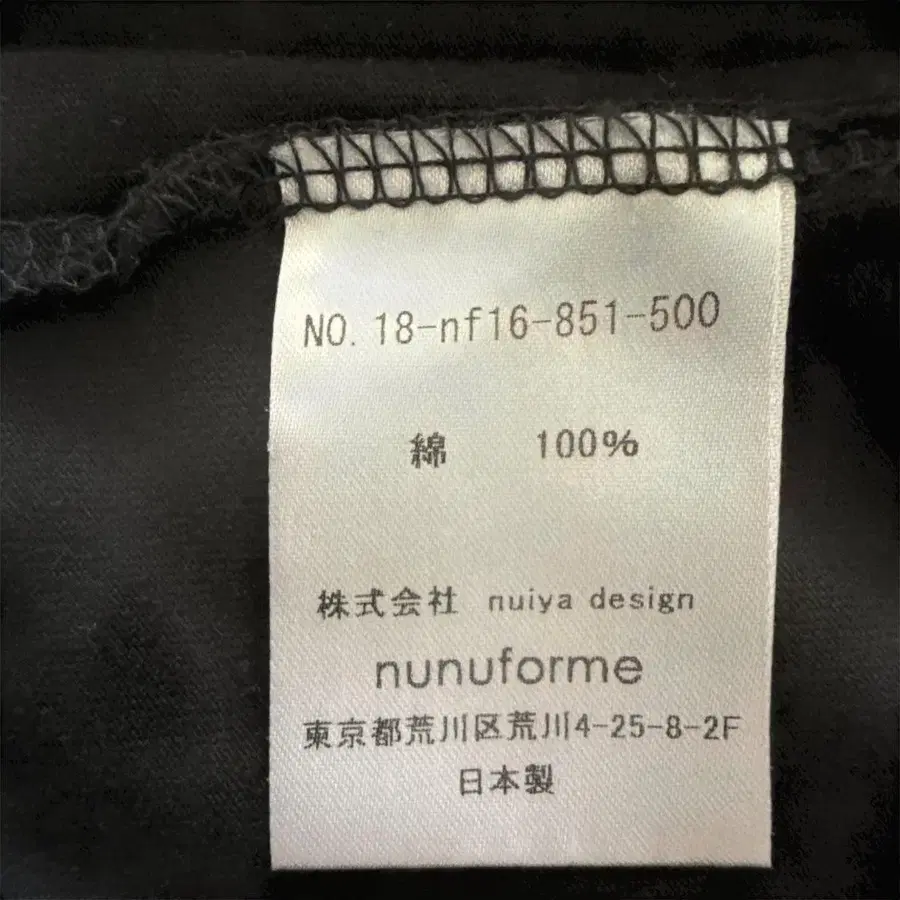 NO. 18-nf16-851-500
綿 100%
株式会社 nuiya design
nunuforme
東京都荒川区荒川4-25-8-2F
日本製